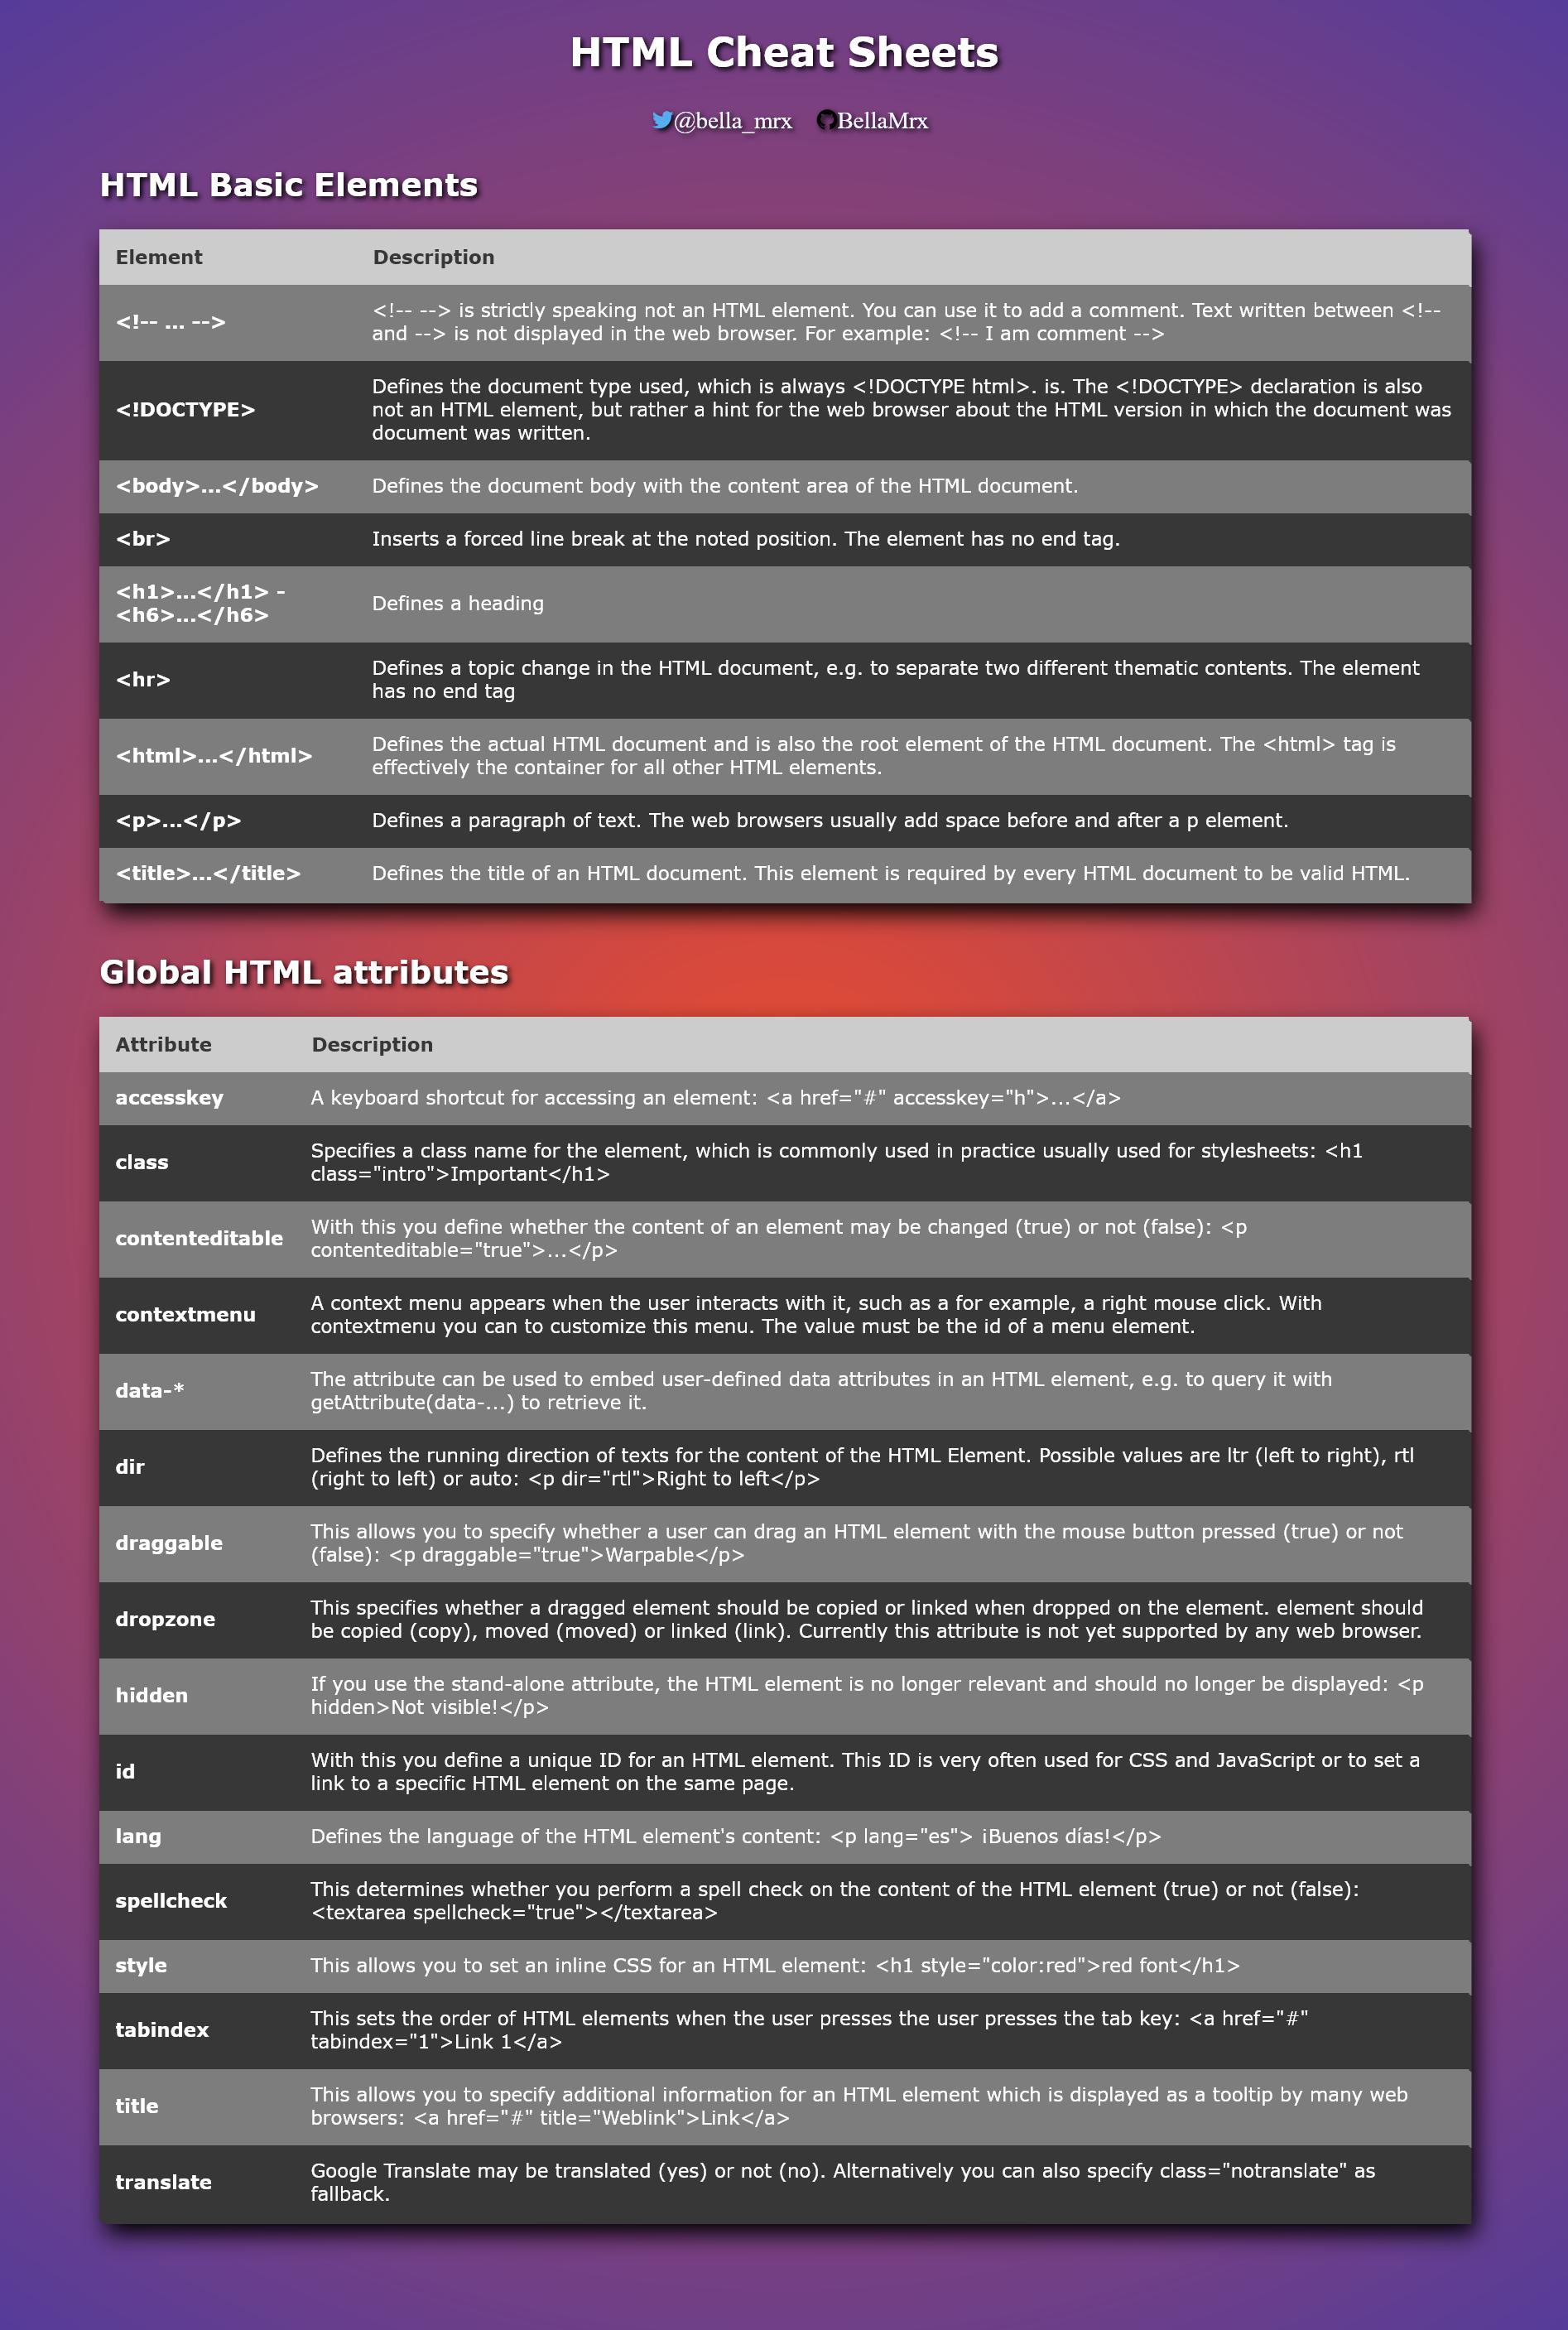 HTML Cheat Sheets
@bella_mrx BellaMrx
HTML Basic Elements
Element Description
<!-- ... --> <!-- --> is strictly speaking not an HTML element. You can use it to add a comment. Text written between <!--
and --> is not displayed in the web browser. For example: <!-- I am comment -->
<!DOCTYPE> Defines the document type used, which is always <!DOCTYPE html>. is. The <!DOCTYPE> declaration is also
not an HTML element, but rather a hint for the web browser about the HTML version in which the document was
document was written.
<body>...</body> Defines the document body with the content area of the HTML document.
<br> Inserts a forced line break at the noted position. The element has no end tag.
<h1>...</h1> -
<h6>...</h6>
Defines a heading
<hr> Defines a topic change in the HTML document, e.g. to separate two different thematic contents. The element
has no end tag
<html>...</html> Defines the actual HTML document and is also the root element of the HTML document. The <html> tag is
effectively the container for all other HTML elements.
<p>...</p> Defines a paragraph of text. The web browsers usually add space before and after a p element.
<title>...</title> Defines the title of an HTML document. This element is required by every HTML document to be valid HTML.
Global HTML attributes
Attribute Description
accesskey A keyboard shortcut for accessing an element: <a href="#" accesskey="h">...</a>
class Specifies a class name for the element, which is commonly used in practice usually used for stylesheets: <h1
class="intro">Important</h1>
contenteditable With this you define whether the content of an element may be changed (true) or not (false): <p
contenteditable="true">...</p>
contextmenu A context menu appears when the user interacts with it, such as a for example, a right mouse click. With
contextmenu you can to customize this menu. The value must be the id of a menu element.
data-* The attribute can be used to embed user-defined data attributes in an HTML element, e.g. to query it with
getAttribute(data-...) to retrieve it.
dir Defines the running direction of texts for the content of the HTML Element. Possible values are ltr (left to right), rtl
(right to left) or auto: <p dir="rtl">Right to left</p>
draggable This allows you to specify whether a user can drag an HTML element with the mouse button pressed (true) or not
(false): <p draggable="true">Warpable</p>
dropzone This specifies whether a dragged element should be copied or linked when dropped on the element. element should
be copied (copy), moved (moved) or linked (link). Currently this attribute is not yet supported by any web browser.
hidden If you use the stand-alone attribute, the HTML element is no longer relevant and should no longer be displayed: <p
hidden>Not visible!</p>
id With this you define a unique ID for an HTML element. This ID is very often used for CSS and JavaScript or to set a
link to a specific HTML element on the same page.
lang Defines the language of the HTML element's content: <p lang="es"> ¡Buenos días!</p>
spellcheck This determines whether you perform a spell check on the content of the HTML element (true) or not (false):
<textarea spellcheck="true"></textarea>
style This allows you to set an inline CSS for an HTML element: <h1 style="color:red">red font</h1>
tabindex This sets the order of HTML elements when the user presses the user presses the tab key: <a href="#"
tabindex="1">Link 1</a>
title This allows you to specify additional information for an HTML element which is displayed as a tooltip by many web
browsers: <a href="#" title="Weblink">Link</a>
translate Google Translate may be translated (yes) or not (no). Alternatively you can also specify class="notranslate" as
fallback.